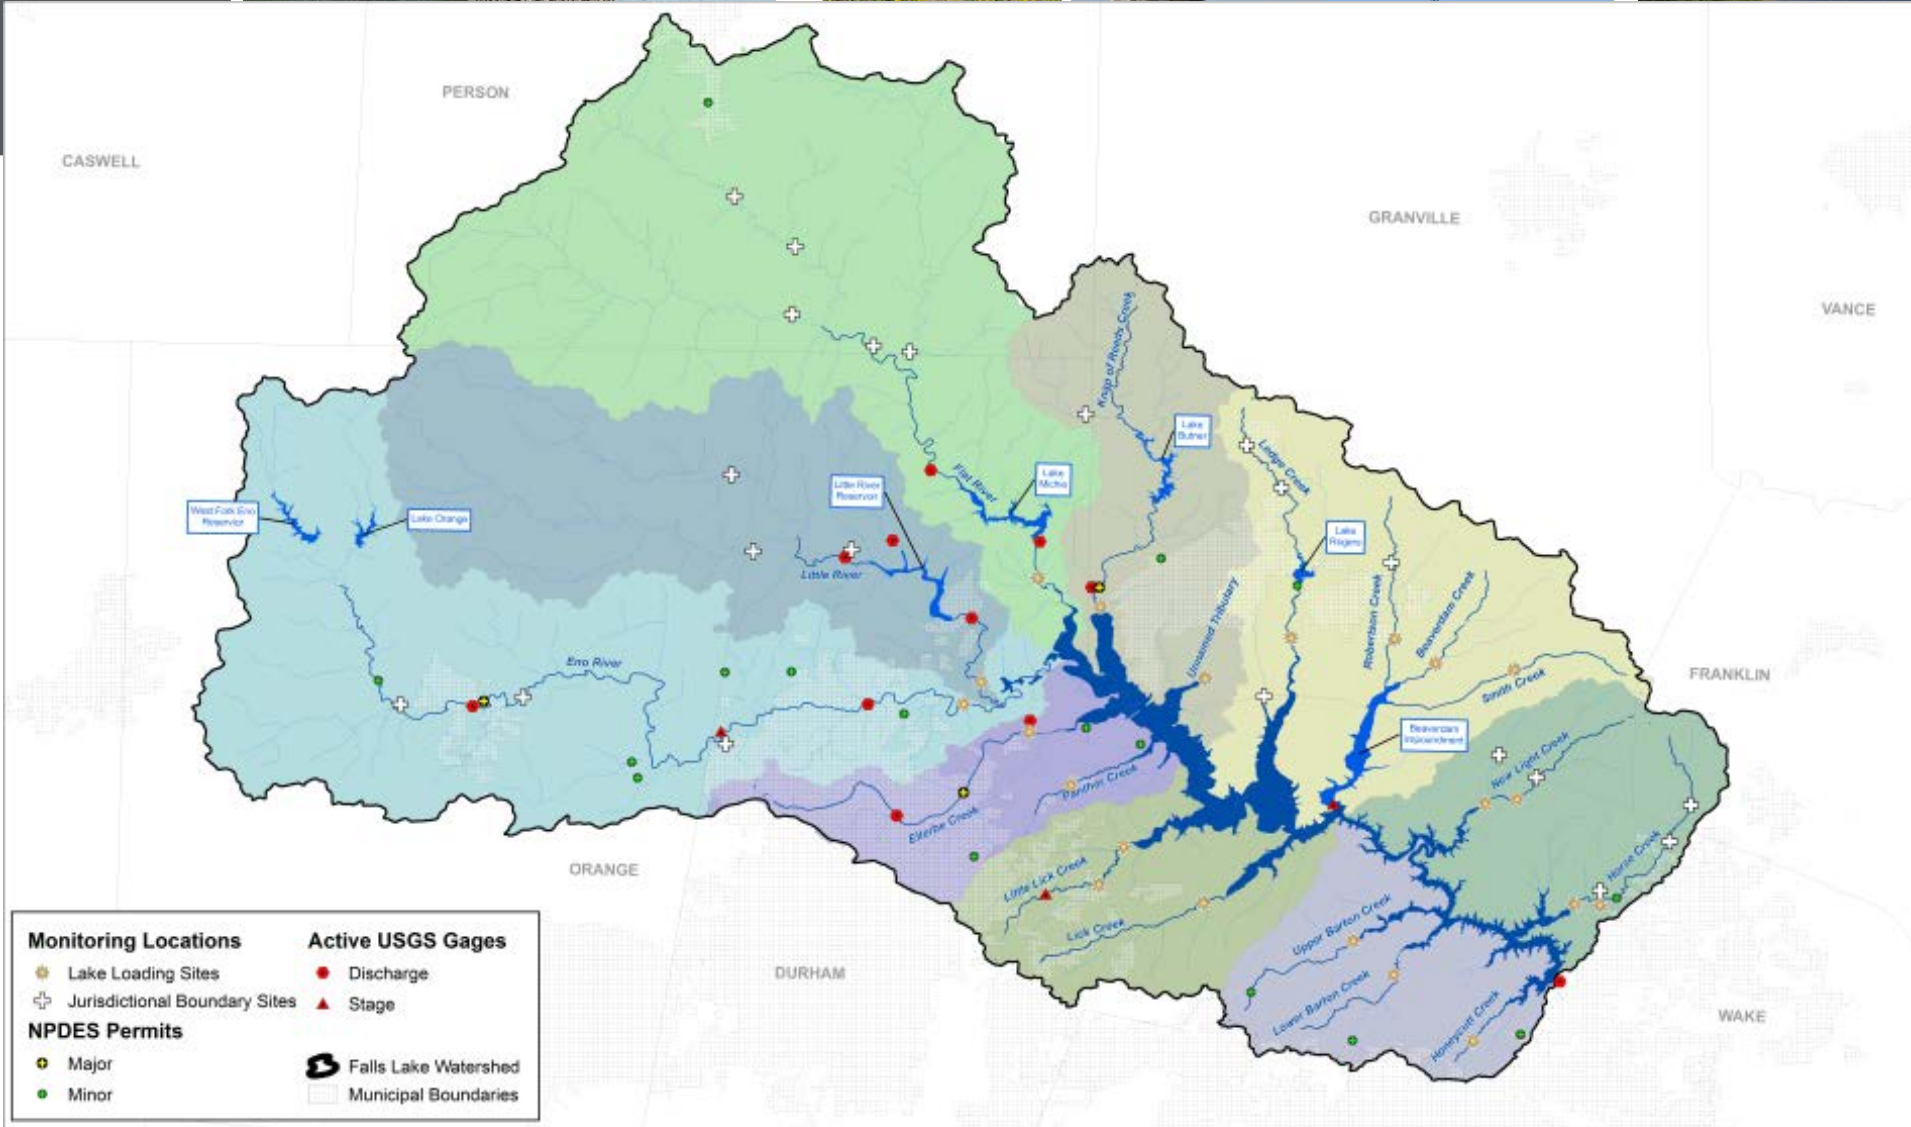 PERSON
CASWELL
GRANVILLE
VANCE
Knap of Reeds Creek
Lake
Butner
Ledge Creek
Flat River
Lake
Michie
Little River
Reservoir
West Fork Eno
Reservoir
Lake Orange
Lake
Rogers
Little River
Robertson Creek
Beaverdam Creek
Unnamed Tributary
Eno River
Smith Creek
FRANKLIN
Beaverdam
Impoundment
New Light Creek
Panther Creek
Ellerbe Creek
Horse Creek
ORANGE
Little Lick Creek
Lick Creek
Upper Barton Creek
DURHAM
Lower Barton Creek
Honeycutt Creek
WAKE
Monitoring Locations
Lake Loading Sites
Jurisdictional Boundary Sites
NPDES Permits
Major
Minor
Active USGS Gages
Discharge
Stage
Falls Lake Watershed
Municipal Boundaries